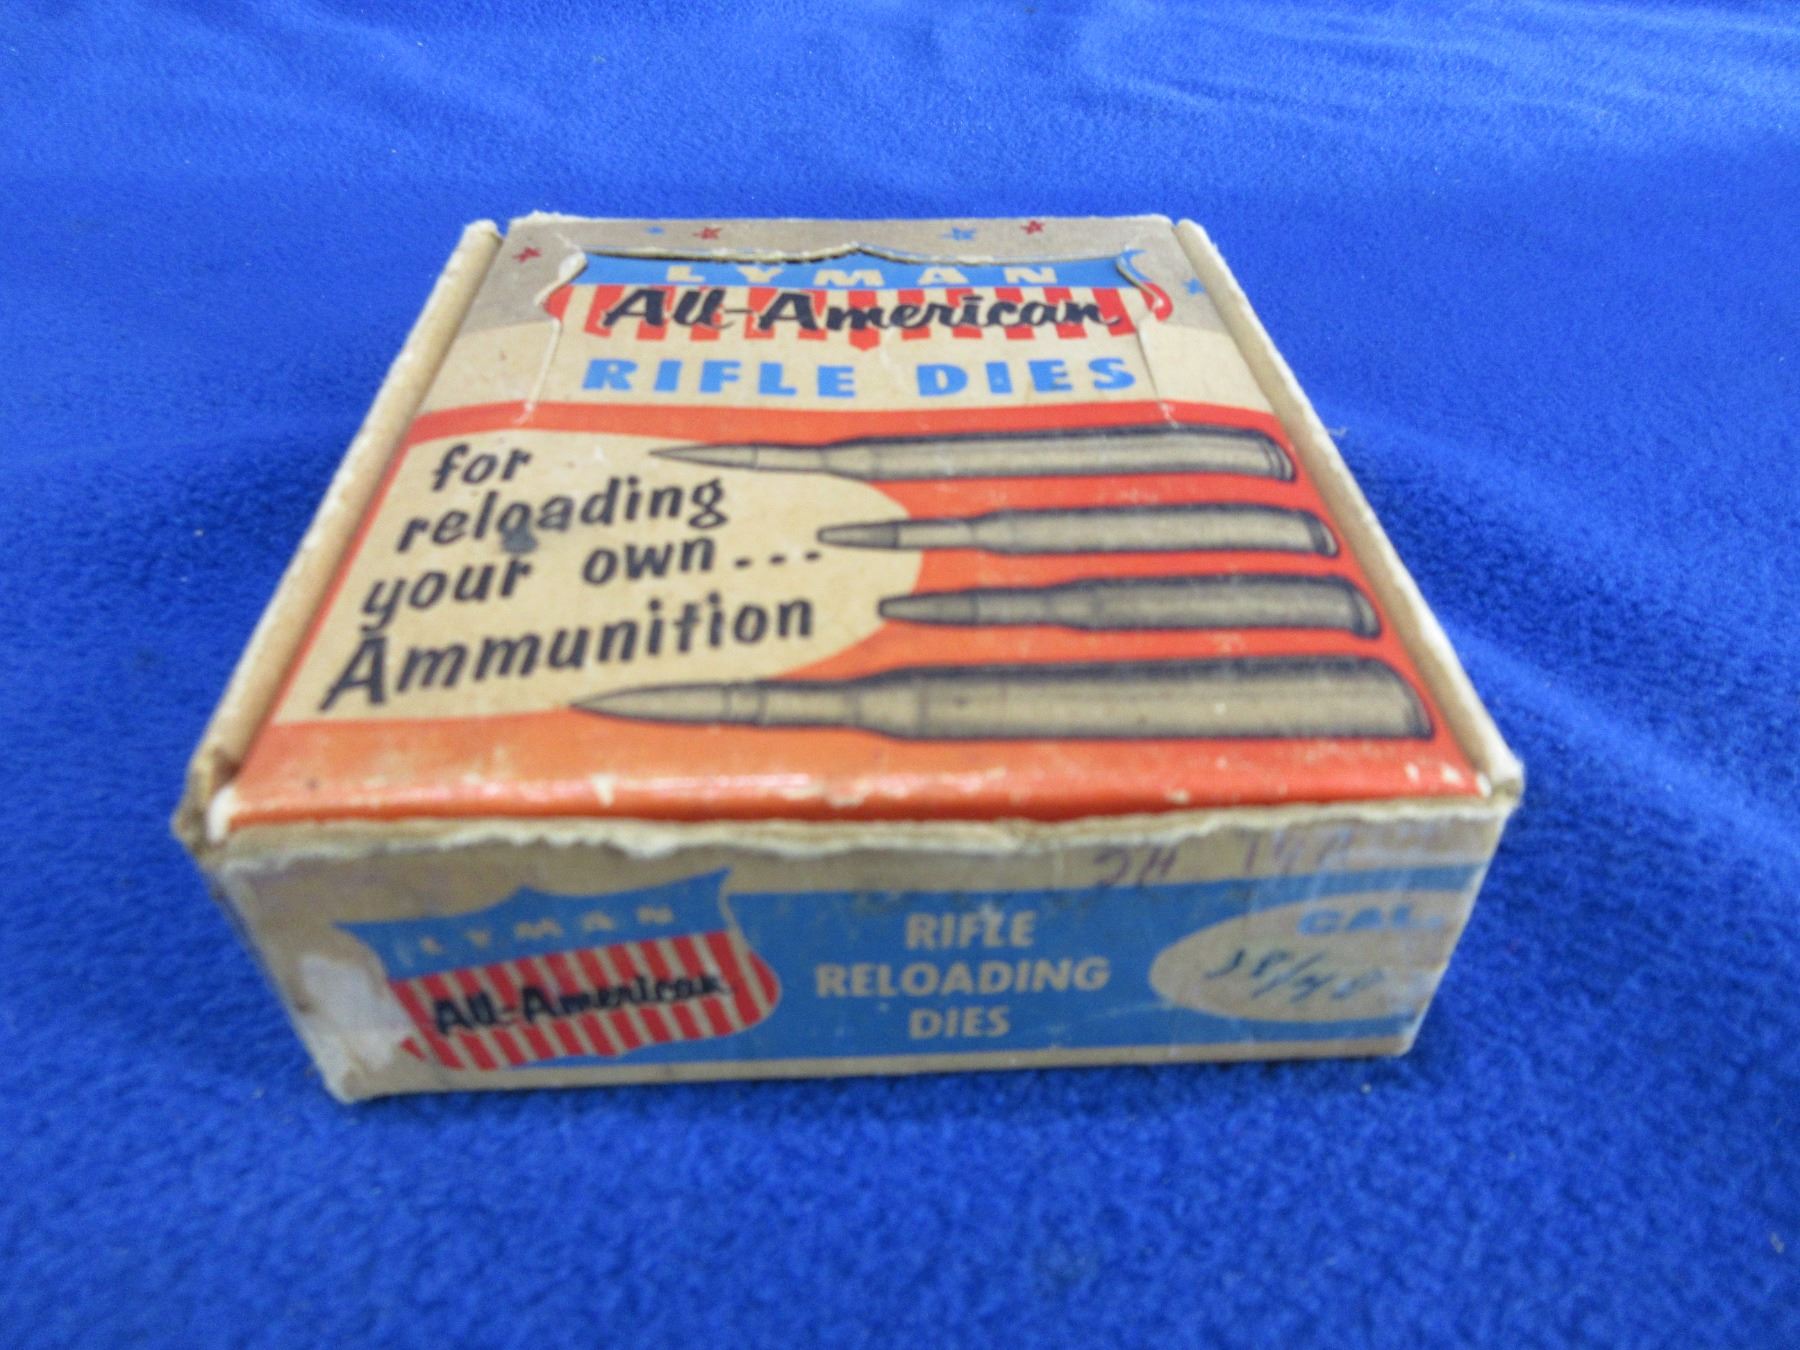 LYMAN
All-American
RIFLE DIES
for
reloading
your own...
Ammunition
LYMAN
All-American
RIFLE
RELOADING
DIES
CAL.